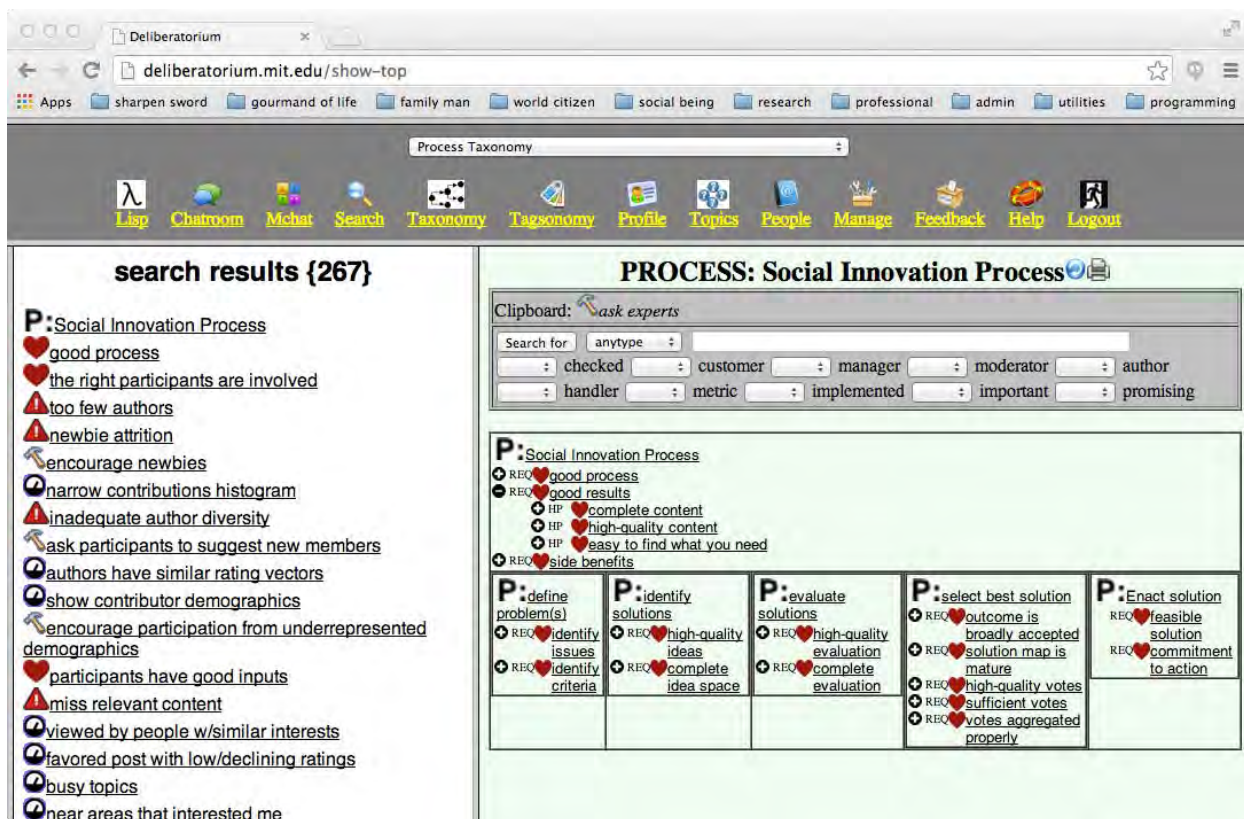 Deliberatorium
deliberatorium.mit.edu/show-top
Apps sharpen sword gourmand of life family man world citizen social being research professional admin utilities programming
Process Taxonomy
λ
Lisp Chatroom Mchat Search Taxonomy Tagsonomy Profile Topics People Manage Feedback Help Logout
search results {267}
P:Social Innovation Process
good process
the right participants are involved
too few authors
newbie attrition
encourage newbies
narrow contributions histogram
inadequate author diversity
ask participants to suggest new members
authors have similar rating vectors
show contributor demographics
encourage participation from underrepresented
demographics
participants have good inputs
miss relevant content
viewed by people w/similar interests
favored post with low/declining ratings
busy topics
near areas that interested me
PROCESS: Social Innovation Process
Clipboard: ask experts
Search for anytype
checked customer manager moderator author
handler metric implemented important promising
P:Social Innovation Process
REQ good process
REQ good results
HP complete content
HP high-quality content
HP easy to find what you need
REQ side benefits
P:define
problem(s)
REQ identify
issues
REQ identify
criteria
P:identify
solutions
REQ high-quality
ideas
REQ complete
idea space
P:evaluate
solutions
REQ high-quality
evaluation
REQ complete
evaluation
P:select best solution
REQ outcome is
broadly accepted
REQ solution map is
mature
REQ high-quality votes
REQ sufficient votes
REQ votes aggregated
properly
P:Enact solution
REQ feasible
solution
REQ commitment
to action